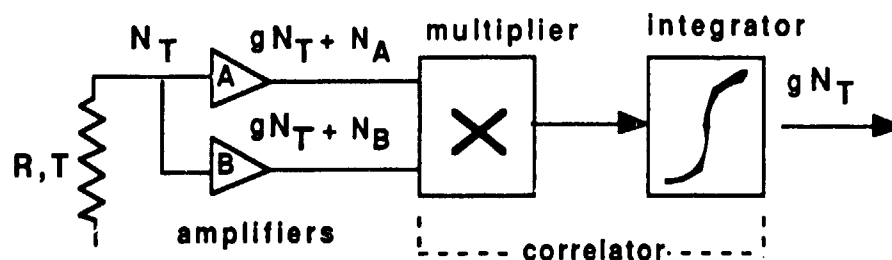 multiplier
integrator
N_T
gN_T + N_A
A
gN_T
gN_T + N_B
B
R,T
amplifiers
correlator